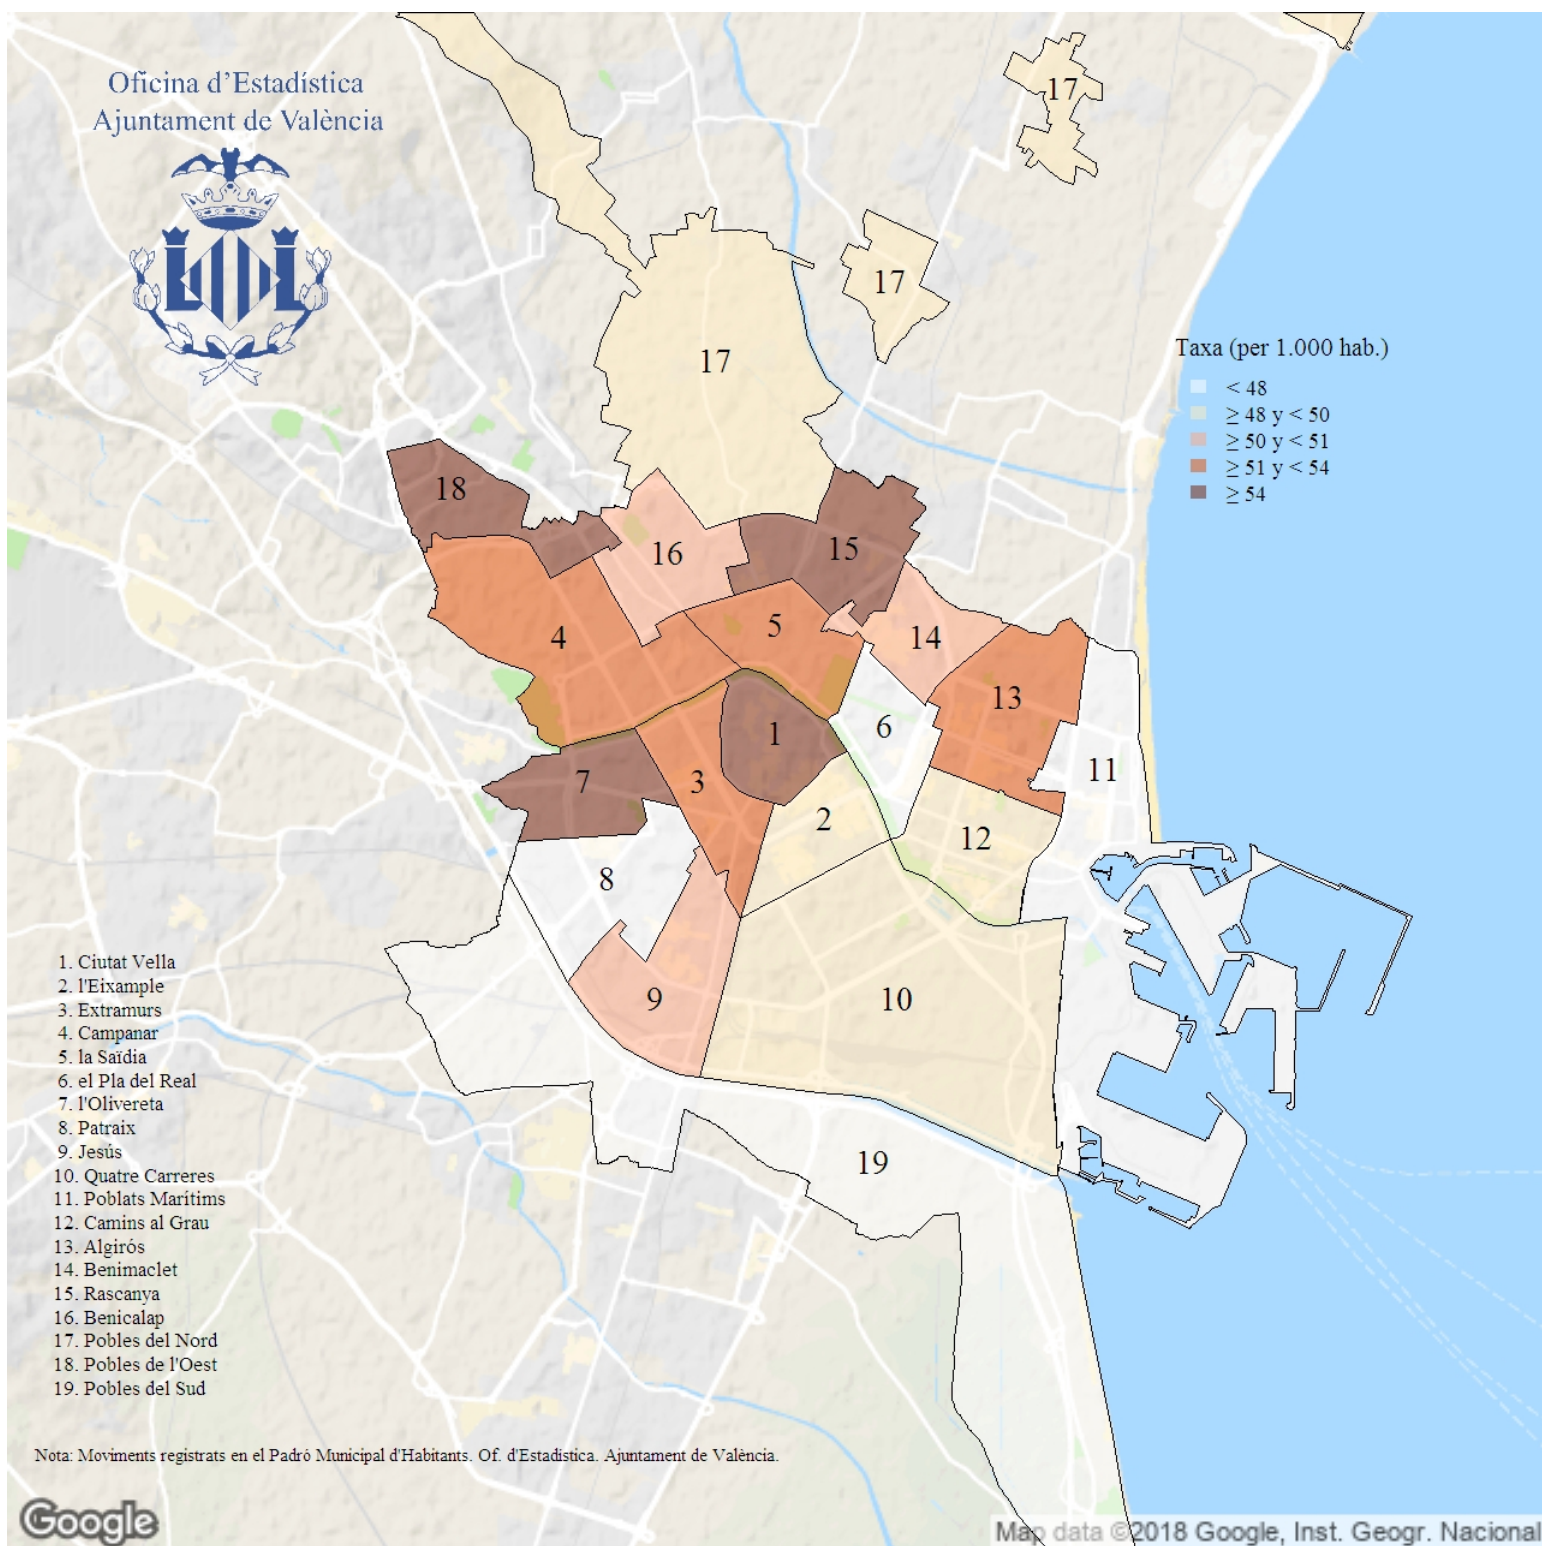 Oficina d'Estadística
Ajuntament de València
17
17
17
Taxa (per 1.000 hab.)
< 48
≥ 48 y < 50
≥ 50 y < 51
≥ 51 y < 54
≥ 54
18
16
15
4
5
14
13
6
1
11
7
3
2
12
8
9
10
19
1. Ciutat Vella
2. l'Eixample
3. Extramurs
4. Campanar
5. la Saïdia
6. el Pla del Real
7. l'Olivereta
8. Patraix
9. Jesús
10. Quatre Carreres
11. Poblats Marítims
12. Camins al Grau
13. Algirós
14. Benimaclet
15. Rascanya
16. Benicalap
17. Pobles del Nord
18. Pobles de l'Oest
19. Pobles del Sud
Nota: Moviments registrats en el Padró Municipal d'Habitants. Of. d'Estadística. Ajuntament de València.
Google
Map data ©2018 Google, Inst. Geogr. Nacional